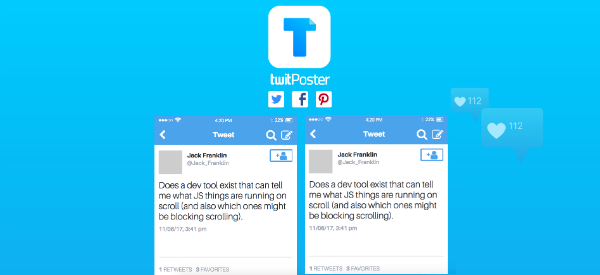 T
twitPoster
112
112
4:20 PM 22%
Tweet
Jack Franklin
@Jack_Franklin
Does a dev tool exist that can tell
me what JS things are running on
scroll (and also which ones might
be blocking scrolling).
11/06/17, 3:41 pm
1 RETWEETS 3 FAVORITES
4:20 PM 22%
Tweet
Jack Franklin
@Jack_Franklin
Does a dev tool exist that can tell
me what JS things are running on
scroll (and also which ones might
be blocking scrolling).
11/06/17, 3:41 pm
1 RETWEETS 3 FAVORITES